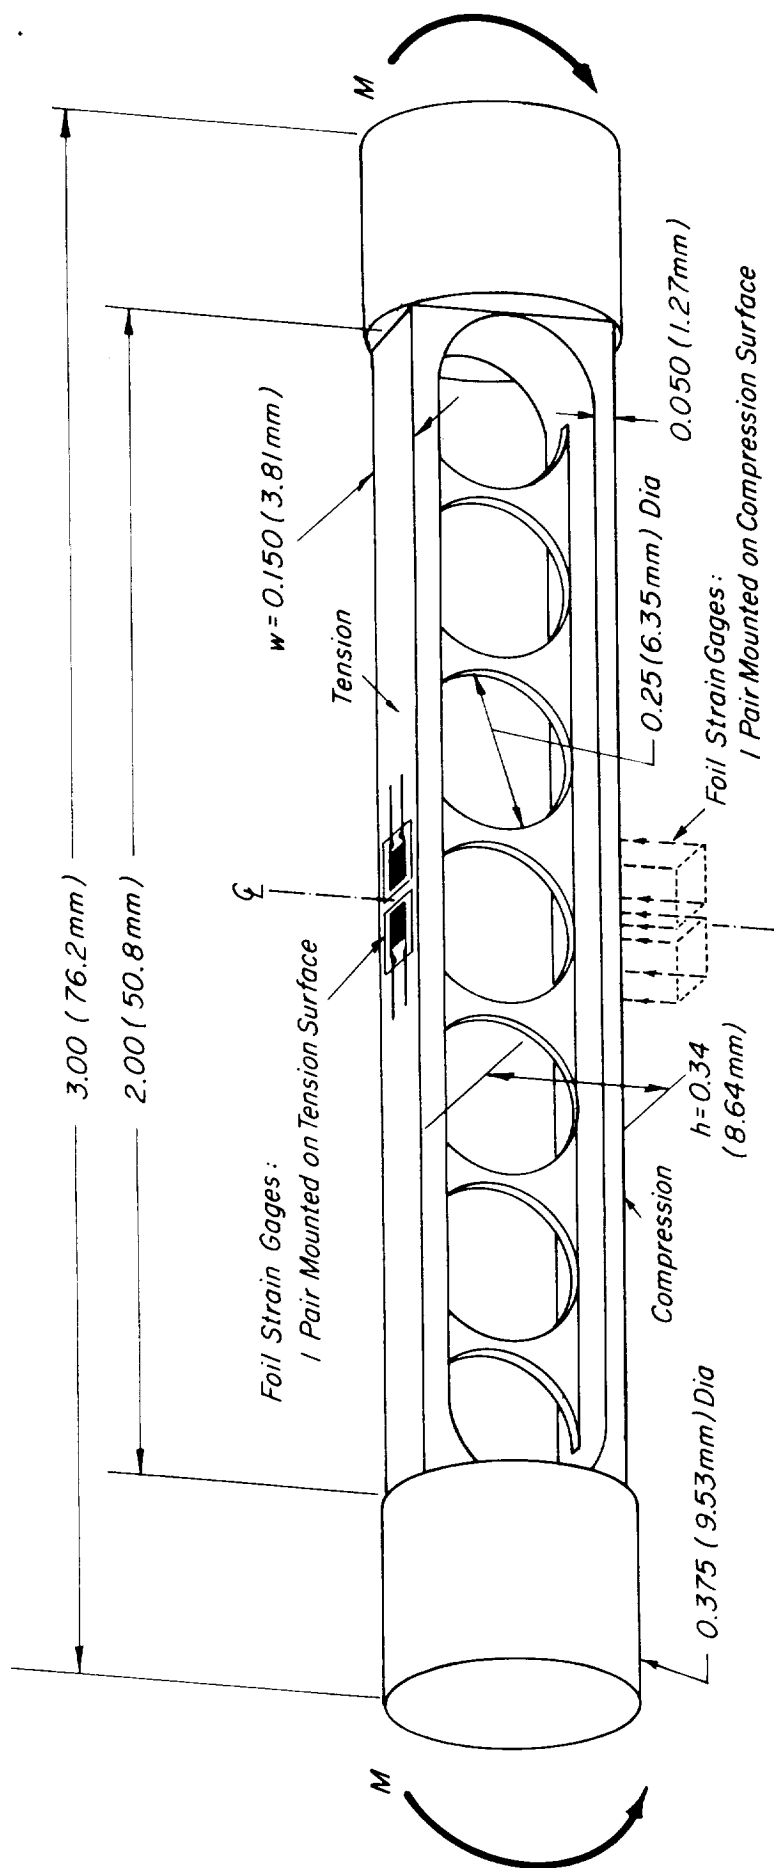 3.00 (76.2mm)
2.00 (50.8mm)
M
w = 0.150 (3.81mm)
Tension
℄
Foil Strain Gages:
1 Pair Mounted on Tension Surface
0.050 (1.27mm)
0.25 (6.35mm) Dia
Foil Strain Gages:
1 Pair Mounted on Compression Surface
h=0.34
(8.64mm)
Compression
0.375 (9.53mm) Dia
M